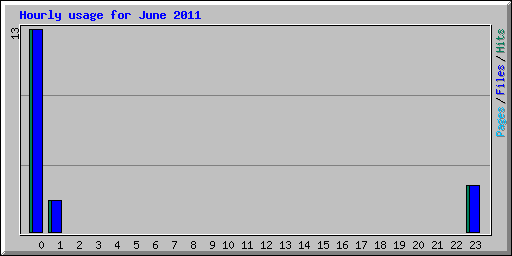 Hourly usage for June 2011
13
Pages/Files/Hits
0 1 2 3 4 5 6 7 8 9 10 11 12 13 14 15 16 17 18 19 20 21 22 23